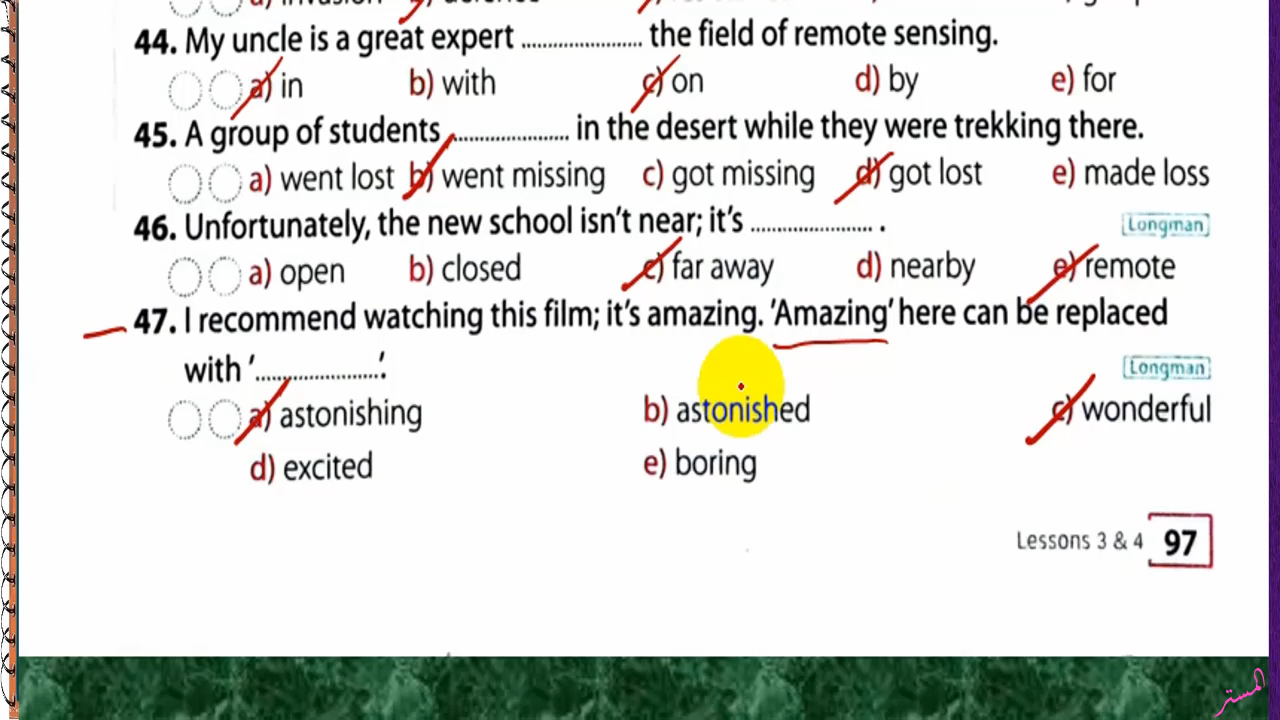 44. My uncle is a great expert ...................... the field of remote sensing.
a) in b) with c) on d) by e) for
45. A group of students ...................... in the desert while they were trekking there.
a) went lost b) went missing c) got missing d) got lost e) made loss
46. Unfortunately, the new school isn't near; it's ...................... .
Longman
a) open b) closed c) far away d) nearby e) remote
47. I recommend watching this film; it's amazing. 'Amazing' here can be replaced
with '......................'.
Longman
a) astonishing b) astonished c) wonderful
d) excited e) boring
Lessons 3 & 4 97
المستر